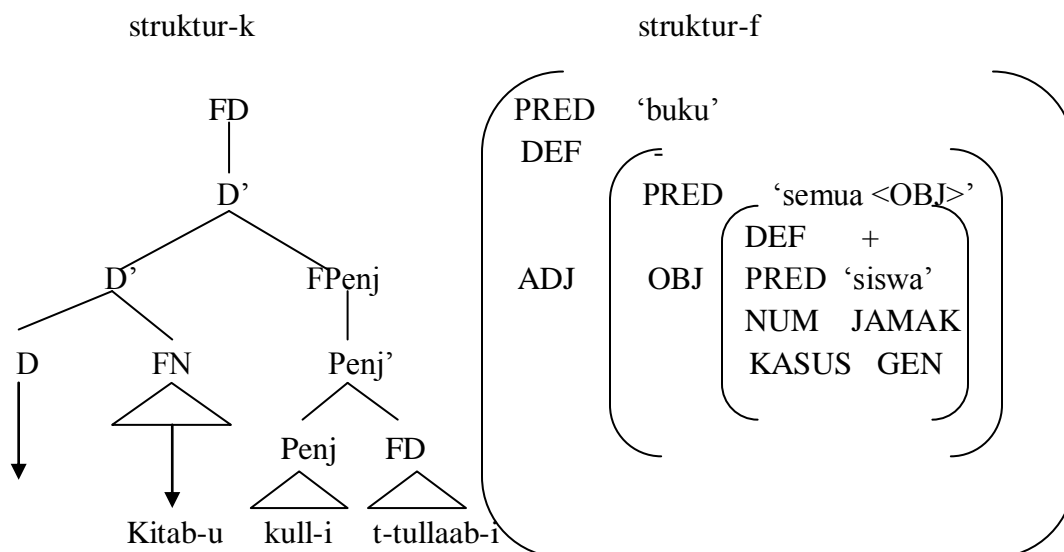 struktur-k struktur-f
FD PRED ‘buku’
DEF -
D’ PRED ‘semua <OBJ>’
DEF +
D’ FPenj ADJ OBJ PRED ‘siswa’
NUM JAMAK
D FN Penj’ KASUS GEN
Penj FD
Kitab-u kull-i t-tullaab-i